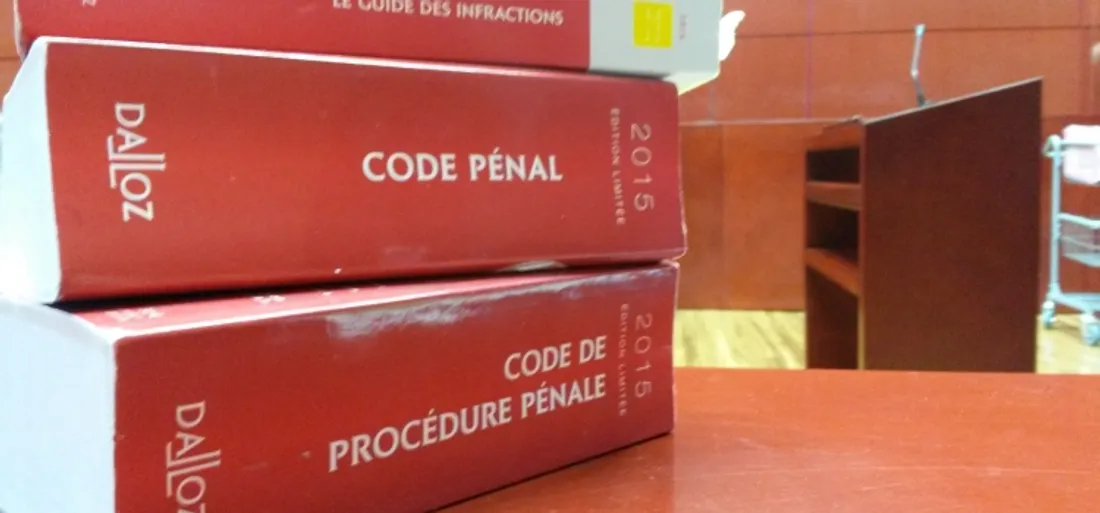 LE GUIDE DES INFRACTIONS
DALLOZ
CODE PÉNAL
2015
ÉDITION LIMITÉE
DALLOZ
CODE DE
PROCÉDURE PÉNALE
2015
ÉDITION LIMITÉE